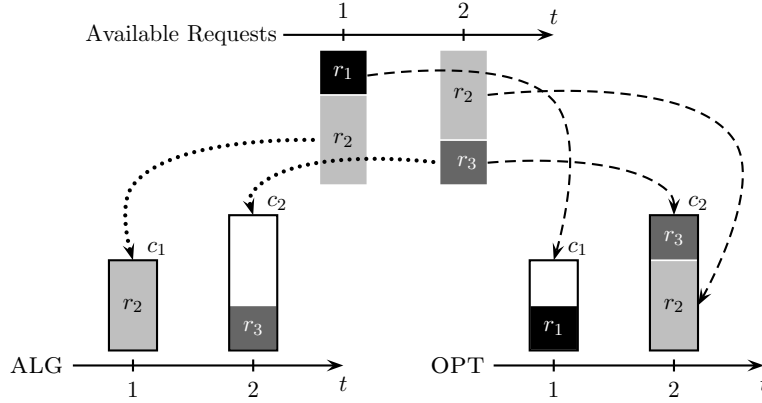 1 2 t
Available Requests
r1 r2
r2 r3
c2 c2
c1 c1
r2 r3 r1 r3 r2
ALG OPT
1 2 t 1 2 t